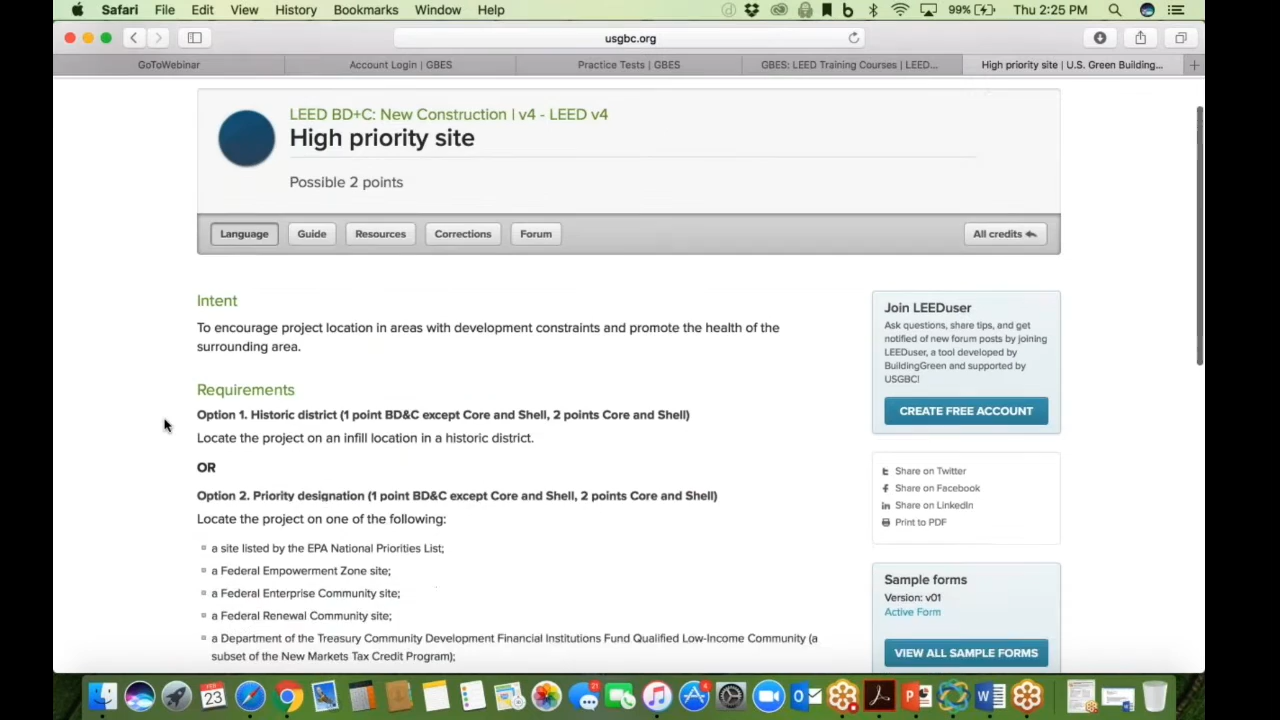 Safari File Edit View History Bookmarks Window Help 99% Thu 2:25 PM
usgbc.org
GoToWebinar Account Login | GBES Practice Tests | GBES GBES: LEED Training Courses | LEED... High priority site | U.S. Green Building...
LEED BD+C: New Construction | v4 - LEED v4
High priority site
Possible 2 points
Language Guide Resources Corrections Forum All credits
Intent
To encourage project location in areas with development constraints and promote the health of the
surrounding area.
Requirements
Option 1. Historic district (1 point BD&C except Core and Shell, 2 points Core and Shell)
Locate the project on an infill location in a historic district.
OR
Option 2. Priority designation (1 point BD&C except Core and Shell, 2 points Core and Shell)
Locate the project on one of the following:
a site listed by the EPA National Priorities List;
a Federal Empowerment Zone site;
a Federal Enterprise Community site;
a Federal Renewal Community site;
a Department of the Treasury Community Development Financial Institutions Fund Qualified Low-Income Community (a
subset of the New Markets Tax Credit Program);
Join LEEDuser
Ask questions, share tips, and get
notified of new forum posts by joining
LEEDuser, a tool developed by
BuildingGreen and supported by
USGBC!
CREATE FREE ACCOUNT
Share on Twitter
Share on Facebook
Share on LinkedIn
Print to PDF
Sample forms
Version: v01
Active Form
VIEW ALL SAMPLE FORMS
23